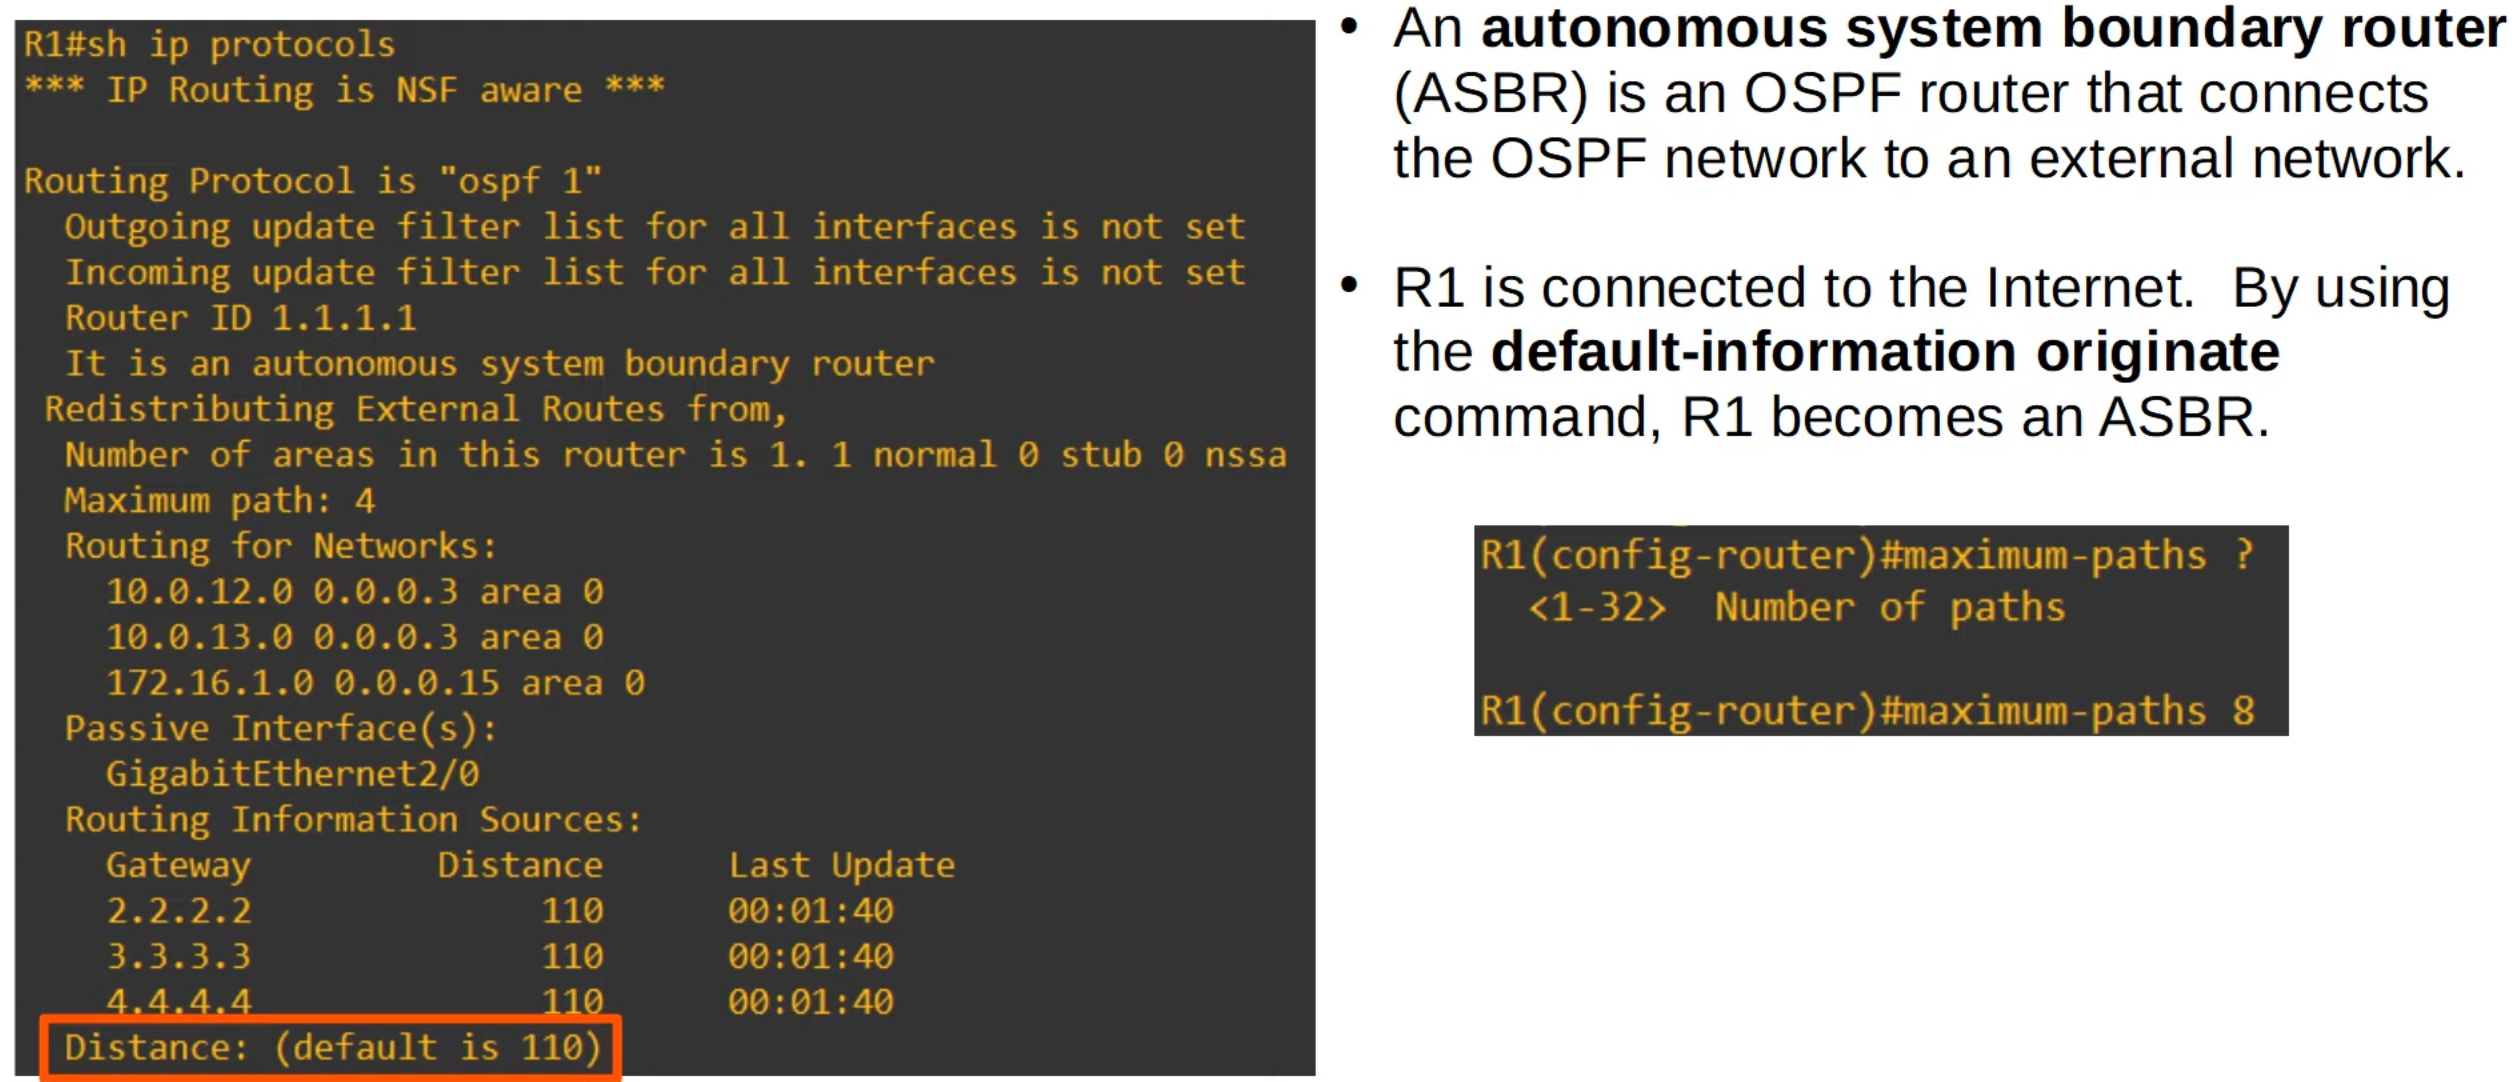 R1#sh ip protocols
*** IP Routing is NSF aware ***
Routing Protocol is "ospf 1"
Outgoing update filter list for all interfaces is not set
Incoming update filter list for all interfaces is not set
Router ID 1.1.1.1
It is an autonomous system boundary router
Redistributing External Routes from,
Number of areas in this router is 1. 1 normal 0 stub 0 nssa
Maximum path: 4
Routing for Networks:
10.0.12.0 0.0.0.3 area 0
10.0.13.0 0.0.0.3 area 0
172.16.1.0 0.0.0.15 area 0
Passive Interface(s):
GigabitEthernet2/0
Routing Information Sources:
Gateway Distance Last Update
2.2.2.2 110 00:01:40
3.3.3.3 110 00:01:40
4.4.4.4 110 00:01:40
Distance: (default is 110)
• An autonomous system boundary router
(ASBR) is an OSPF router that connects
the OSPF network to an external network.
• R1 is connected to the Internet. By using
the default-information originate
command, R1 becomes an ASBR.
R1(config-router)#maximum-paths ?
<1-32> Number of paths
R1(config-router)#maximum-paths 8